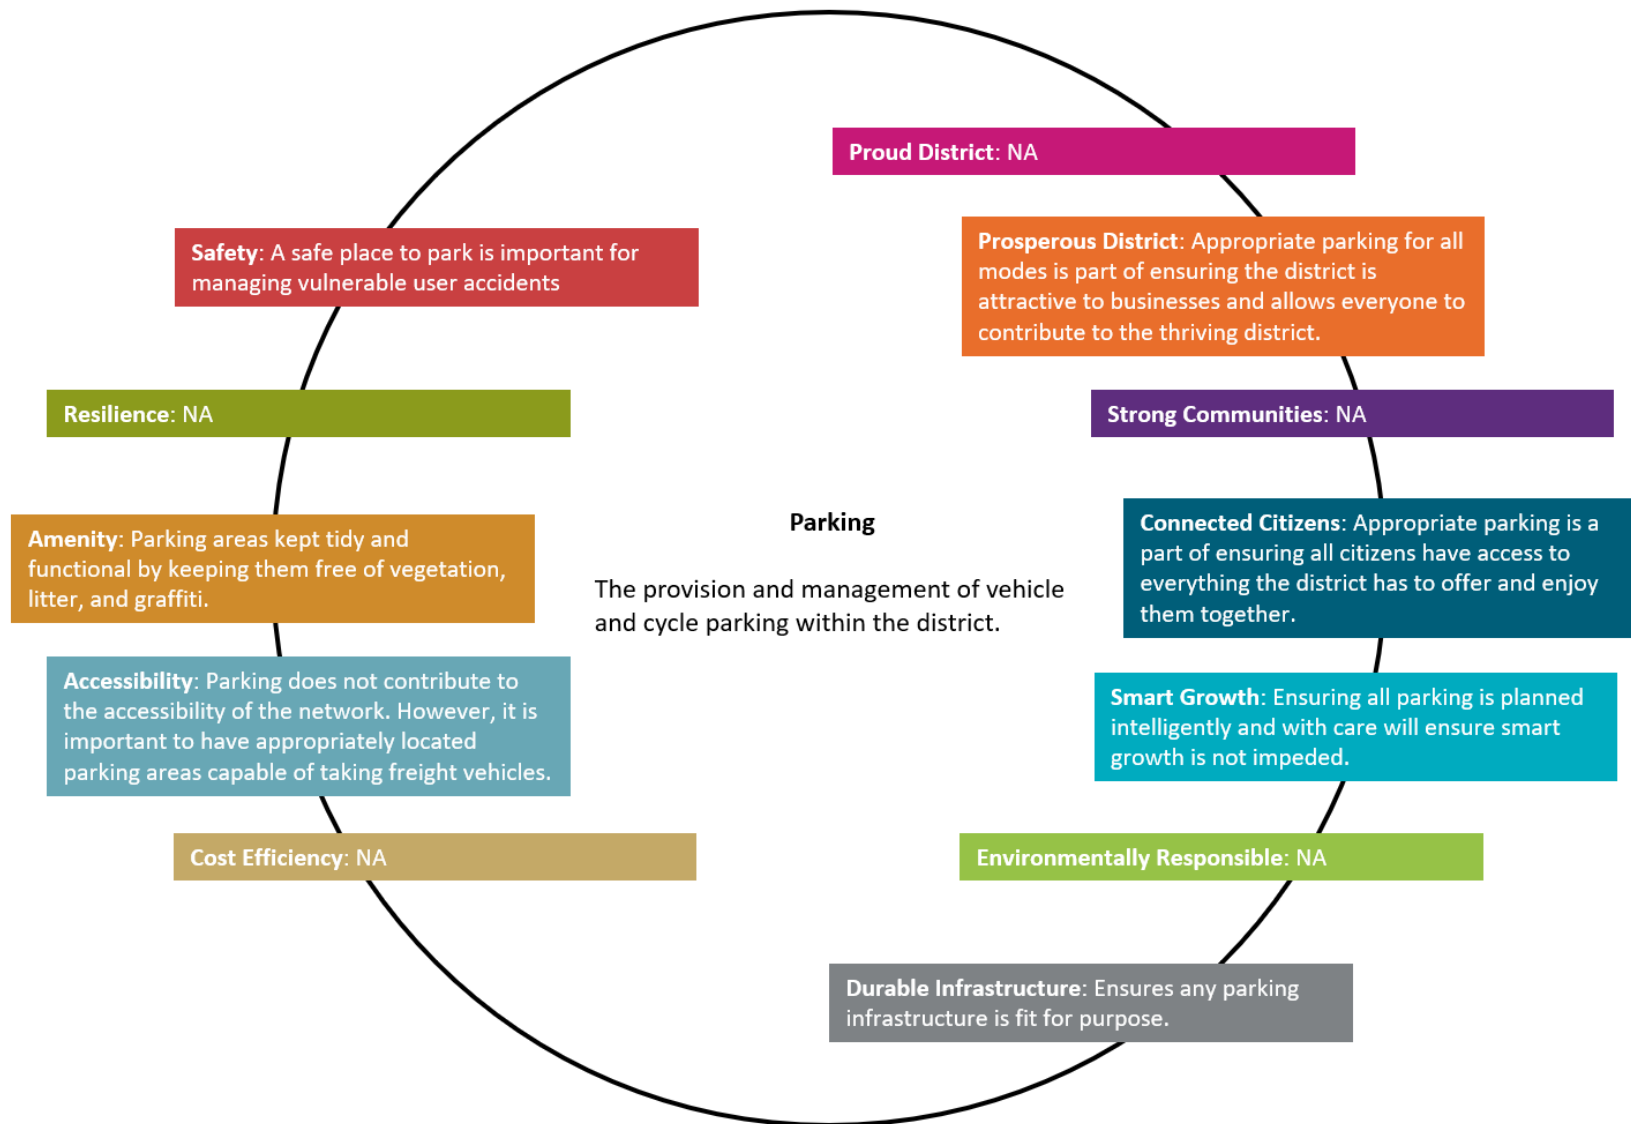 Proud District: NA
Safety: A safe place to park is important for
managing vulnerable user accidents
Prosperous District: Appropriate parking for all
modes is part of ensuring the district is
attractive to businesses and allows everyone to
contribute to the thriving district.
Resilience: NA
Strong Communities: NA
Amenity: Parking areas kept tidy and
functional by keeping them free of vegetation,
litter, and graffiti.
Parking
The provision and management of vehicle
and cycle parking within the district.
Connected Citizens: Appropriate parking is a
part of ensuring all citizens have access to
everything the district has to offer and enjoy
them together.
Accessibility: Parking does not contribute to
the accessibility of the network. However, it is
important to have appropriately located
parking areas capable of taking freight vehicles.
Smart Growth: Ensuring all parking is planned
intelligently and with care will ensure smart
growth is not impeded.
Cost Efficiency: NA
Environmentally Responsible: NA
Durable Infrastructure: Ensures any parking
infrastructure is fit for purpose.